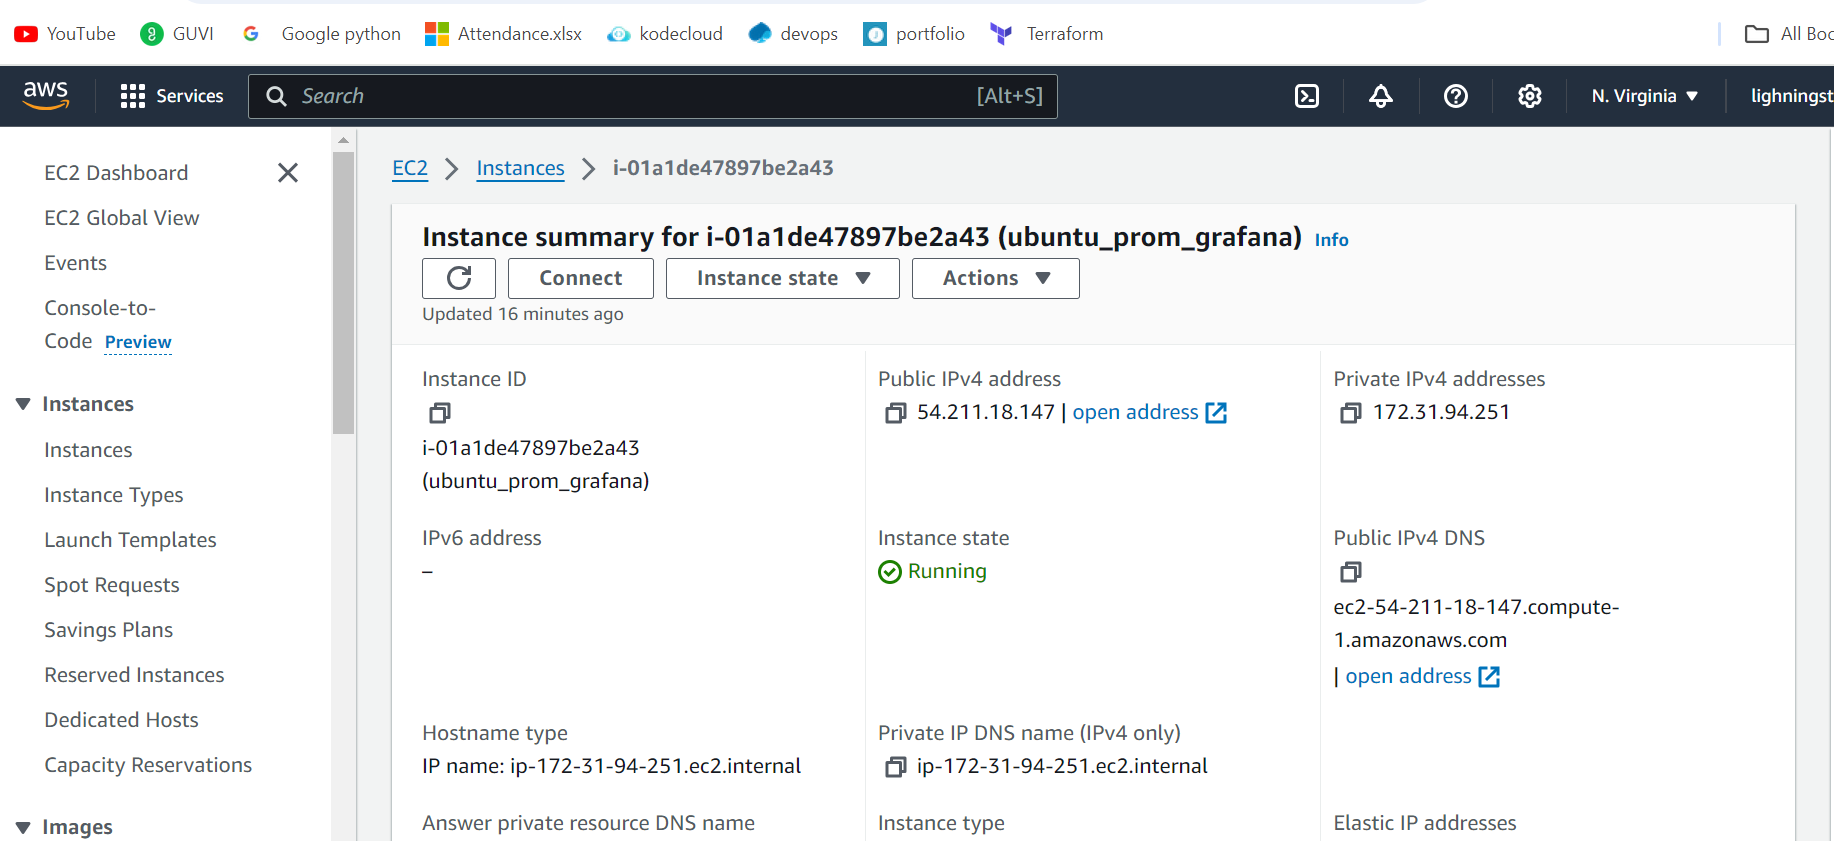 YouTube GUVI Google python Attendance.xlsx kodecloud devops portfolio Terraform All Boo
aws Services Search [Alt+S] N. Virginia lighningst
EC2 Dashboard
EC2 Global View
Events
Console-to-
Code Preview
Instances
Instances
Instance Types
Launch Templates
Spot Requests
Savings Plans
Reserved Instances
Dedicated Hosts
Capacity Reservations
Images
EC2 > Instances > i-01a1de47897be2a43
Instance summary for i-01a1de47897be2a43 (ubuntu_prom_grafana) Info
Connect Instance state Actions
Updated 16 minutes ago
Instance ID
i-01a1de47897be2a43
(ubuntu_prom_grafana)
Public IPv4 address
54.211.18.147 | open address
Private IPv4 addresses
172.31.94.251
IPv6 address
–
Instance state
Running
Public IPv4 DNS
ec2-54-211-18-147.compute-
1.amazonaws.com
| open address
Hostname type
IP name: ip-172-31-94-251.ec2.internal
Private IP DNS name (IPv4 only)
ip-172-31-94-251.ec2.internal
Answer private resource DNS name
Instance type
Elastic IP addresses